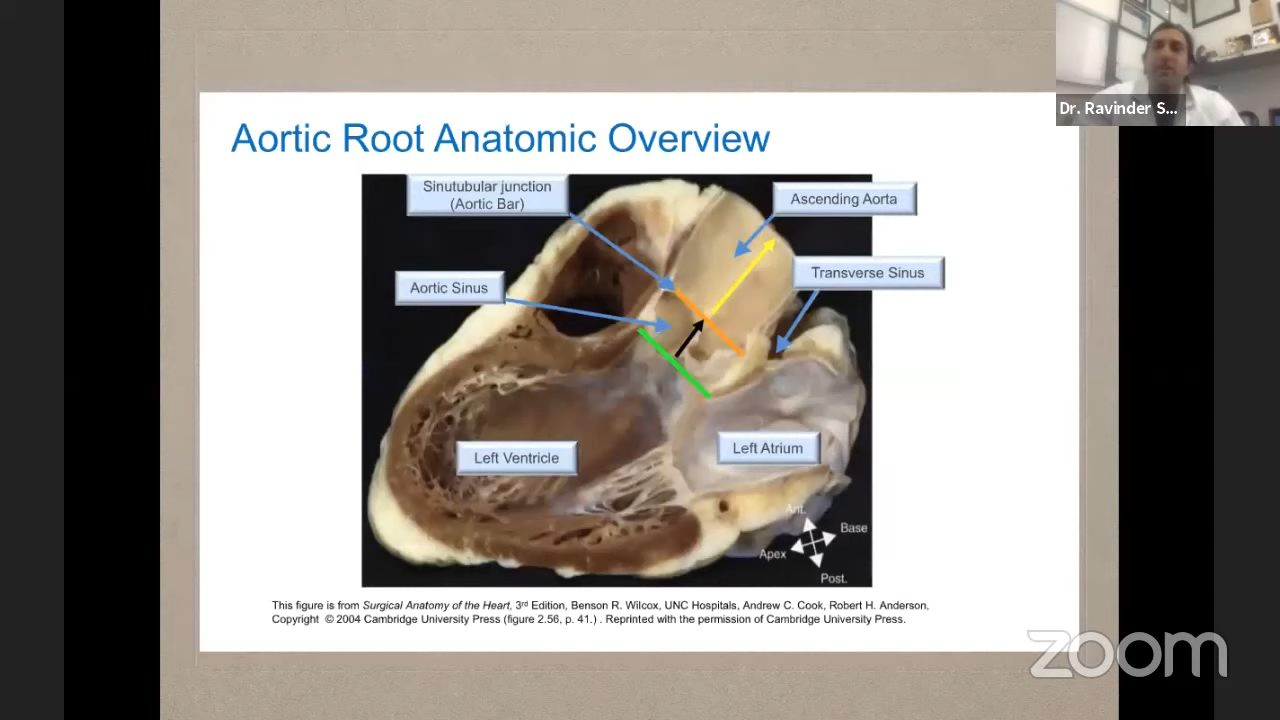 Dr. Ravinder S...
Aortic Root Anatomic Overview
Sinutubular junction
(Aortic Bar)
Ascending Aorta
Transverse Sinus
Aortic Sinus
Left Ventricle
Left Atrium
Ant.
Base
Apex
Post.
This figure is from Surgical Anatomy of the Heart, 3rd Edition, Benson R. Wilcox, UNC Hospitals, Andrew C. Cook, Robert H. Anderson,
Copyright © 2004 Cambridge University Press (figure 2.56, p. 41.) . Reprinted with the permission of Cambridge University Press.
zoom